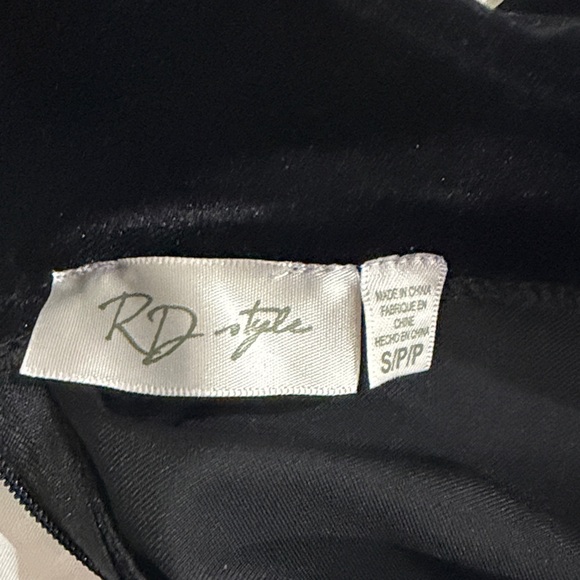 RD style
MADE IN CHINA
FABRIQUE EN
CHINE
HECHO EN CHINA
S/P/P